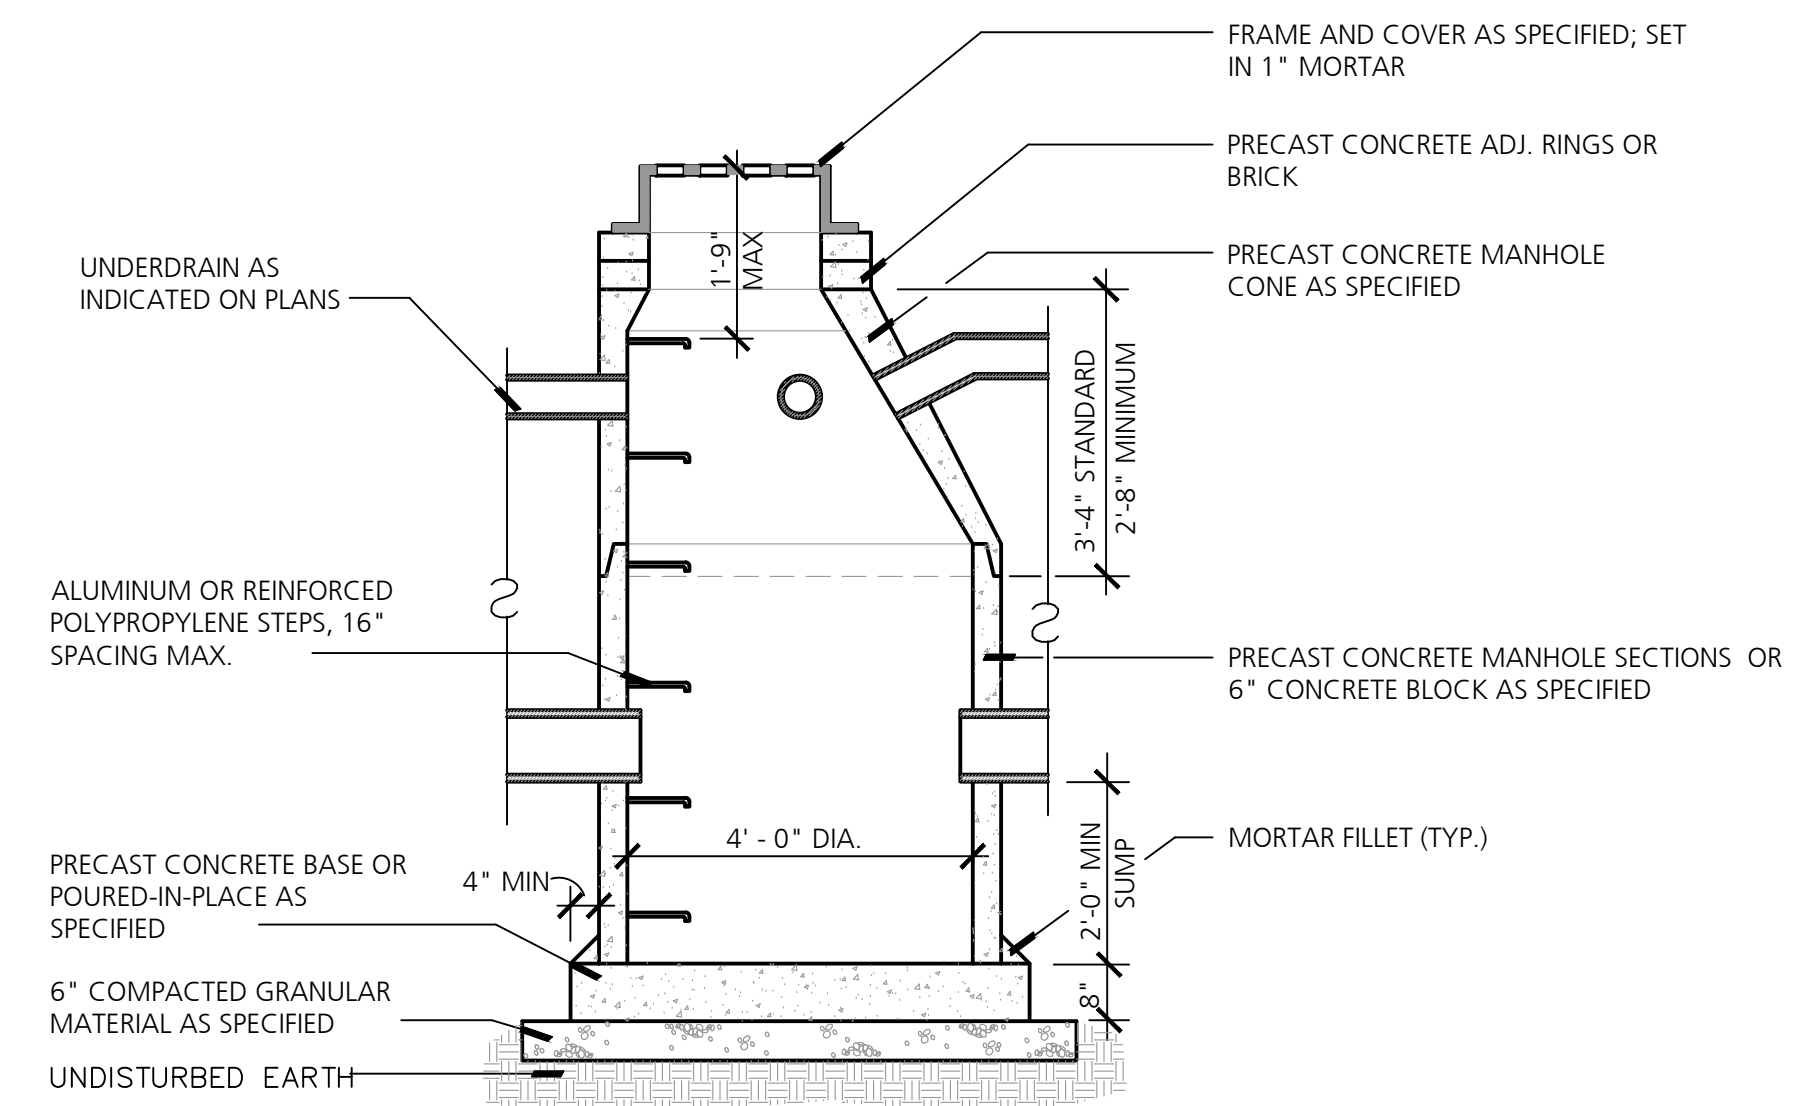 FRAME AND COVER AS SPECIFIED; SET
IN 1" MORTAR
PRECAST CONCRETE ADJ. RINGS OR
BRICK
PRECAST CONCRETE MANHOLE
CONE AS SPECIFIED
UNDERDRAIN AS
INDICATED ON PLANS
1'-9"
MAX
3'-4" STANDARD
2'-8" MINIMUM
ALUMINUM OR REINFORCED
POLYPROPYLENE STEPS, 16"
SPACING MAX.
PRECAST CONCRETE MANHOLE SECTIONS OR
6" CONCRETE BLOCK AS SPECIFIED
4' - 0" DIA.
2'-0" MIN
SUMP
MORTAR FILLET (TYP.)
PRECAST CONCRETE BASE OR
POURED-IN-PLACE AS
SPECIFIED
4" MIN
8"
6" COMPACTED GRANULAR
MATERIAL AS SPECIFIED
UNDISTURBED EARTH